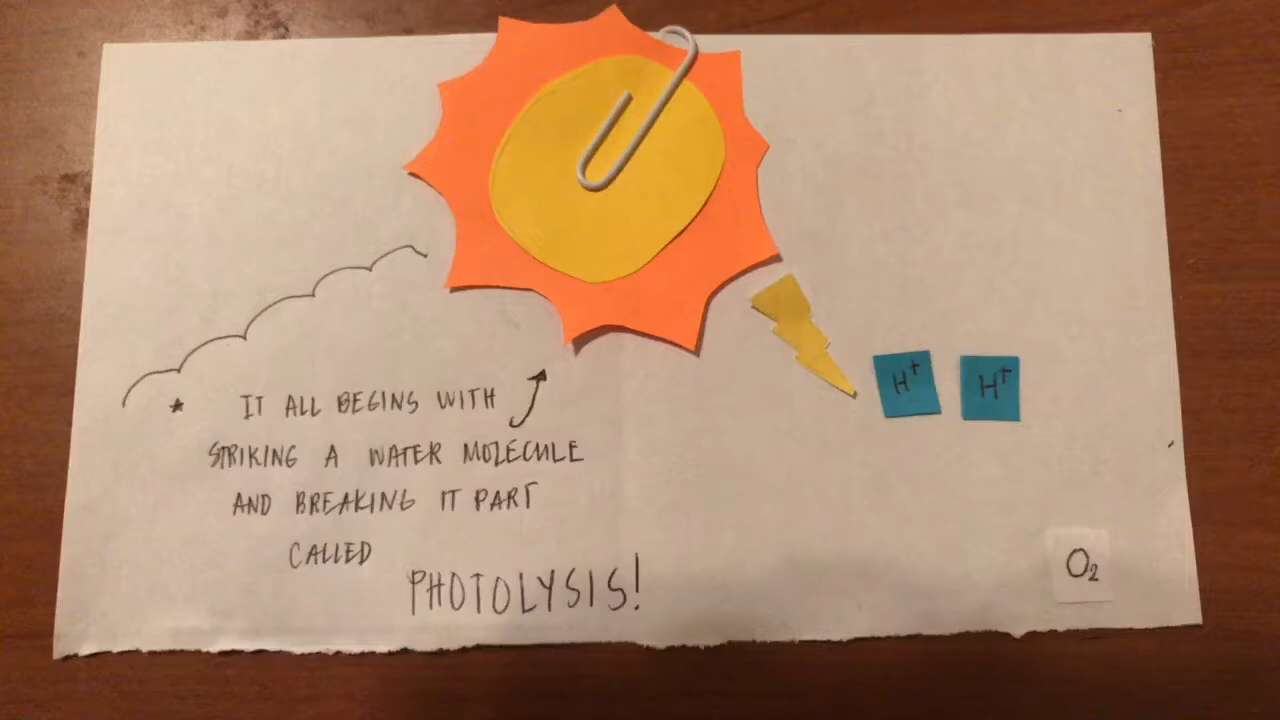 * IT ALL BEGINS WITH
STRIKING A WATER MOLECULE
AND BREAKING IT PART
CALLED
PHOTOLYSIS!
H+ H+
O₂